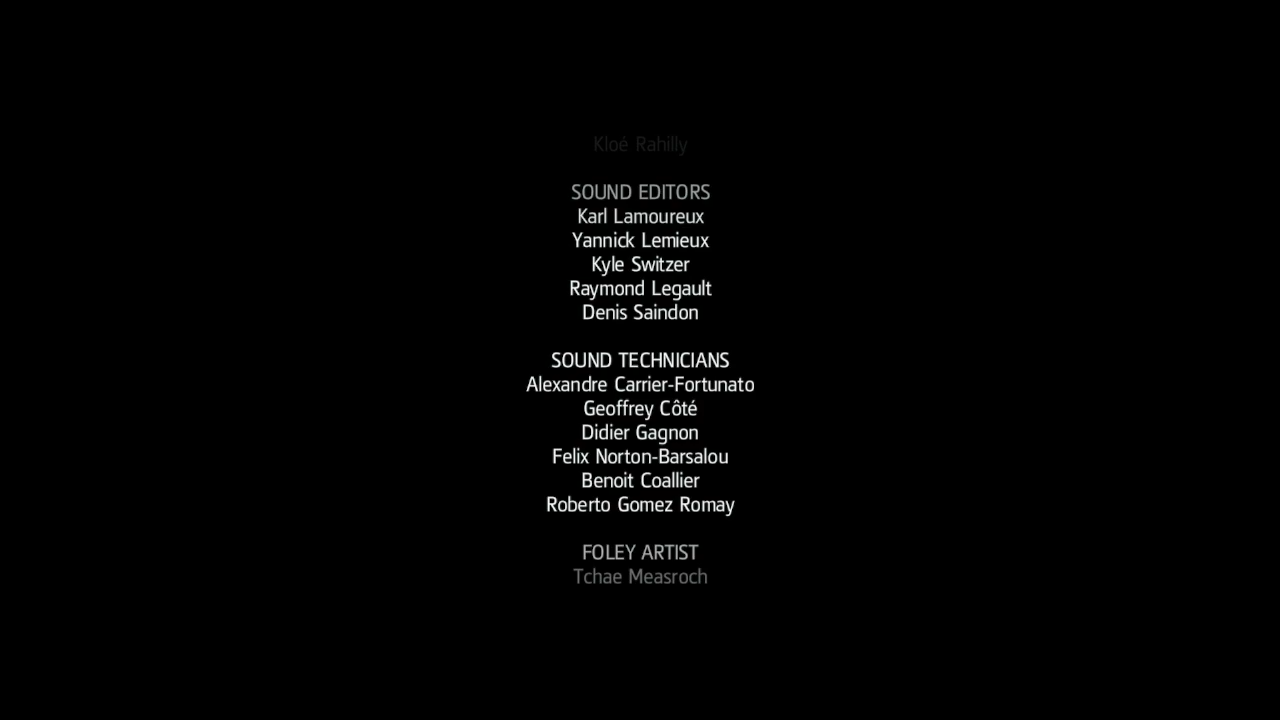 Kloé Rahilly
SOUND EDITORS
Karl Lamoureux
Yannick Lemieux
Kyle Switzer
Raymond Legault
Denis Saindon
SOUND TECHNICIANS
Alexandre Carrier-Fortunato
Geoffrey Côté
Didier Gagnon
Felix Norton-Barsalou
Benoit Coallier
Roberto Gomez Romay
FOLEY ARTIST
Tchae Measroch